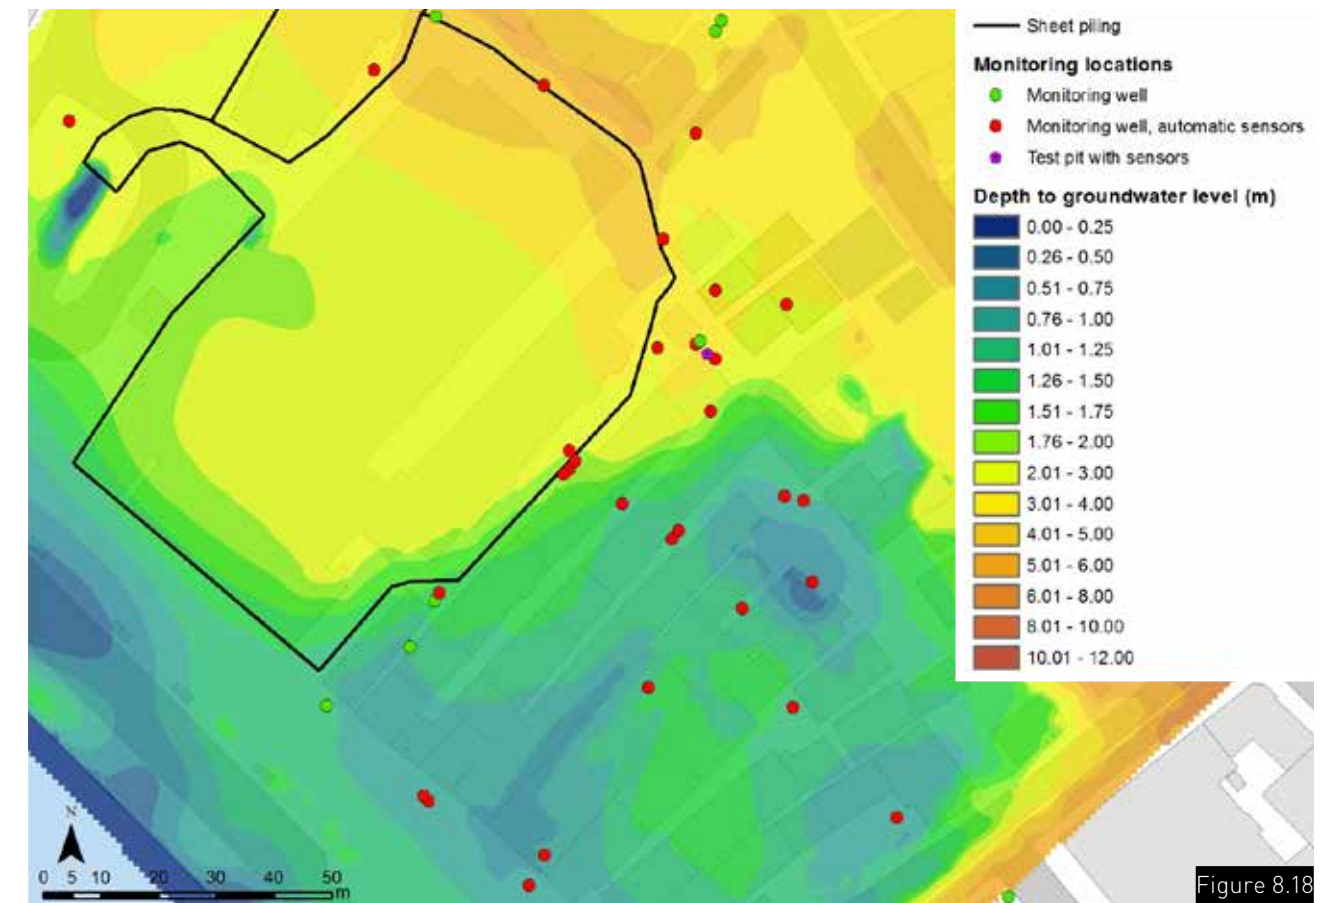 Sheet piling
Monitoring locations
Monitoring well
Monitoring well, automatic sensors
Test pit with sensors
Depth to groundwater level (m)
0.00 - 0.25
0.26 - 0.50
0.51 - 0.75
0.76 - 1.00
1.01 - 1.25
1.26 - 1.50
1.51 - 1.75
1.76 - 2.00
2.01 - 3.00
3.01 - 4.00
4.01 - 5.00
5.01 - 6.00
6.01 - 8.00
8.01 - 10.00
10.01 - 12.00
N
0 5 10 20 30 40 50
m
Figure 8.18